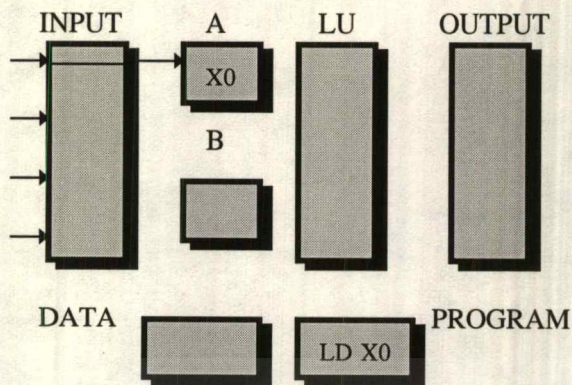 INPUT A LU OUTPUT
X0
B
DATA PROGRAM
LD X0